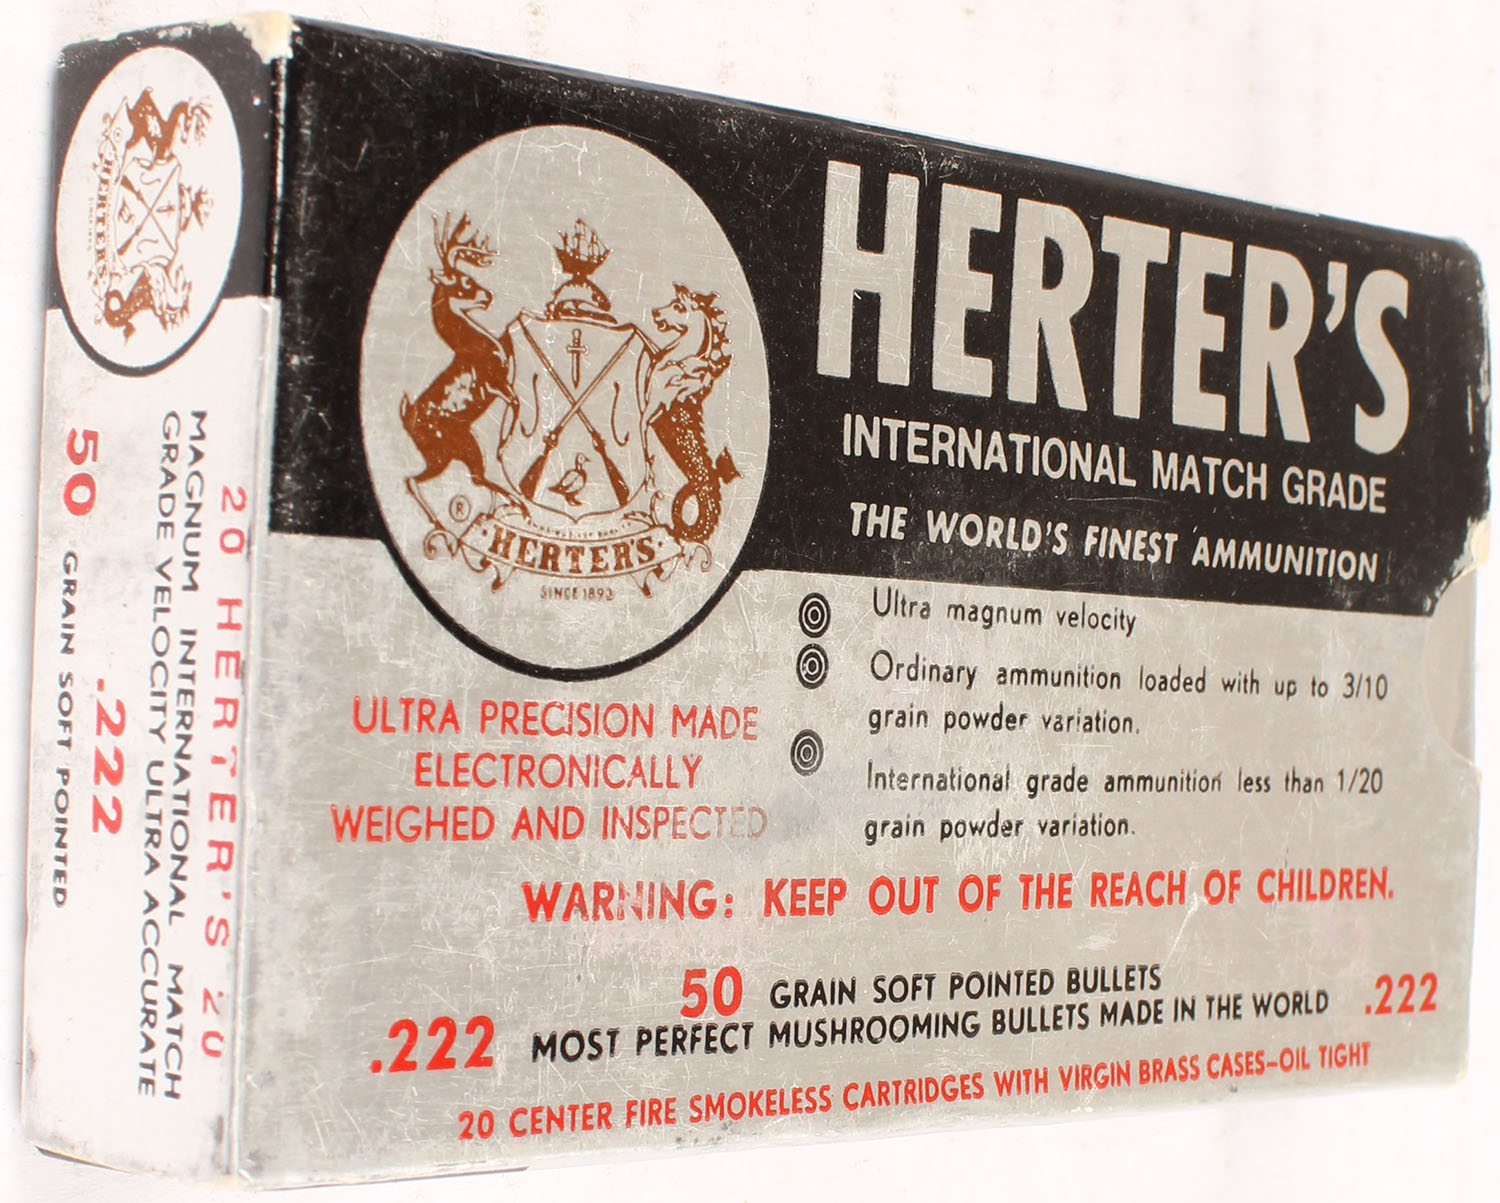 HERTER'S
INTERNATIONAL MATCH GRADE
THE WORLD'S FINEST AMMUNITION
®
HERTER'S
SINCE 1893
Ultra magnum velocity
Ordinary ammunition loaded with up to 3/10
grain powder variation.
International grade ammunition less than 1/20
grain powder variation.
ULTRA PRECISION MADE
ELECTRONICALLY
WEIGHED AND INSPECTED
WARNING: KEEP OUT OF THE REACH OF CHILDREN.
50 GRAIN SOFT POINTED BULLETS
.222 MOST PERFECT MUSHROOMING BULLETS MADE IN THE WORLD .222
20 CENTER FIRE SMOKELESS CARTRIDGES WITH VIRGIN BRASS CASES-OIL TIGHT
HERTER'S
20 HERTER'S 20
MAGNUM INTERNATIONAL MATCH
GRADE VELOCITY ULTRA ACCURATE
.222
50 GRAIN SOFT POINTED